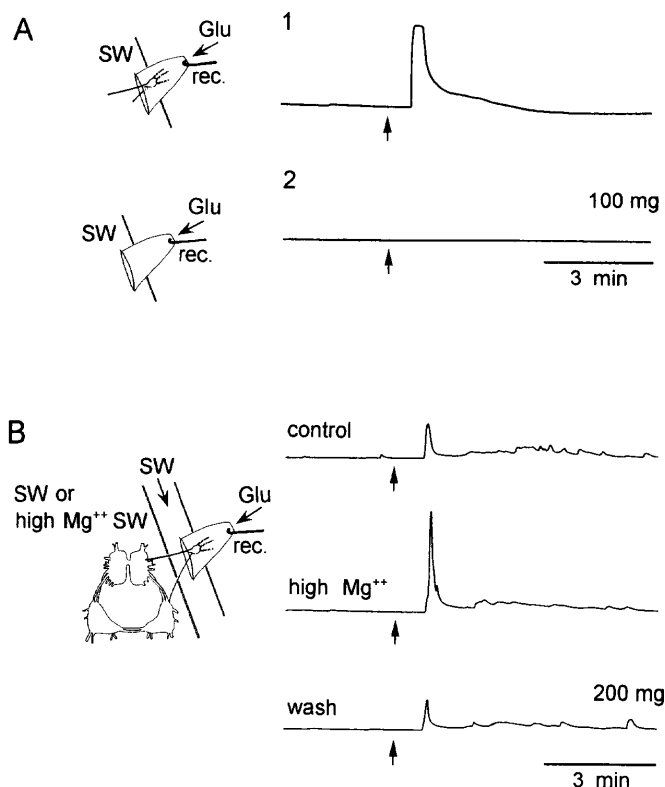 A
Glu
SW
rec.
1
Glu
SW
rec.
2
100 mg
3 min
B
SW
SW or
high Mg⁺⁺ SW
Glu
rec.
control
high Mg⁺⁺
wash
200 mg
3 min